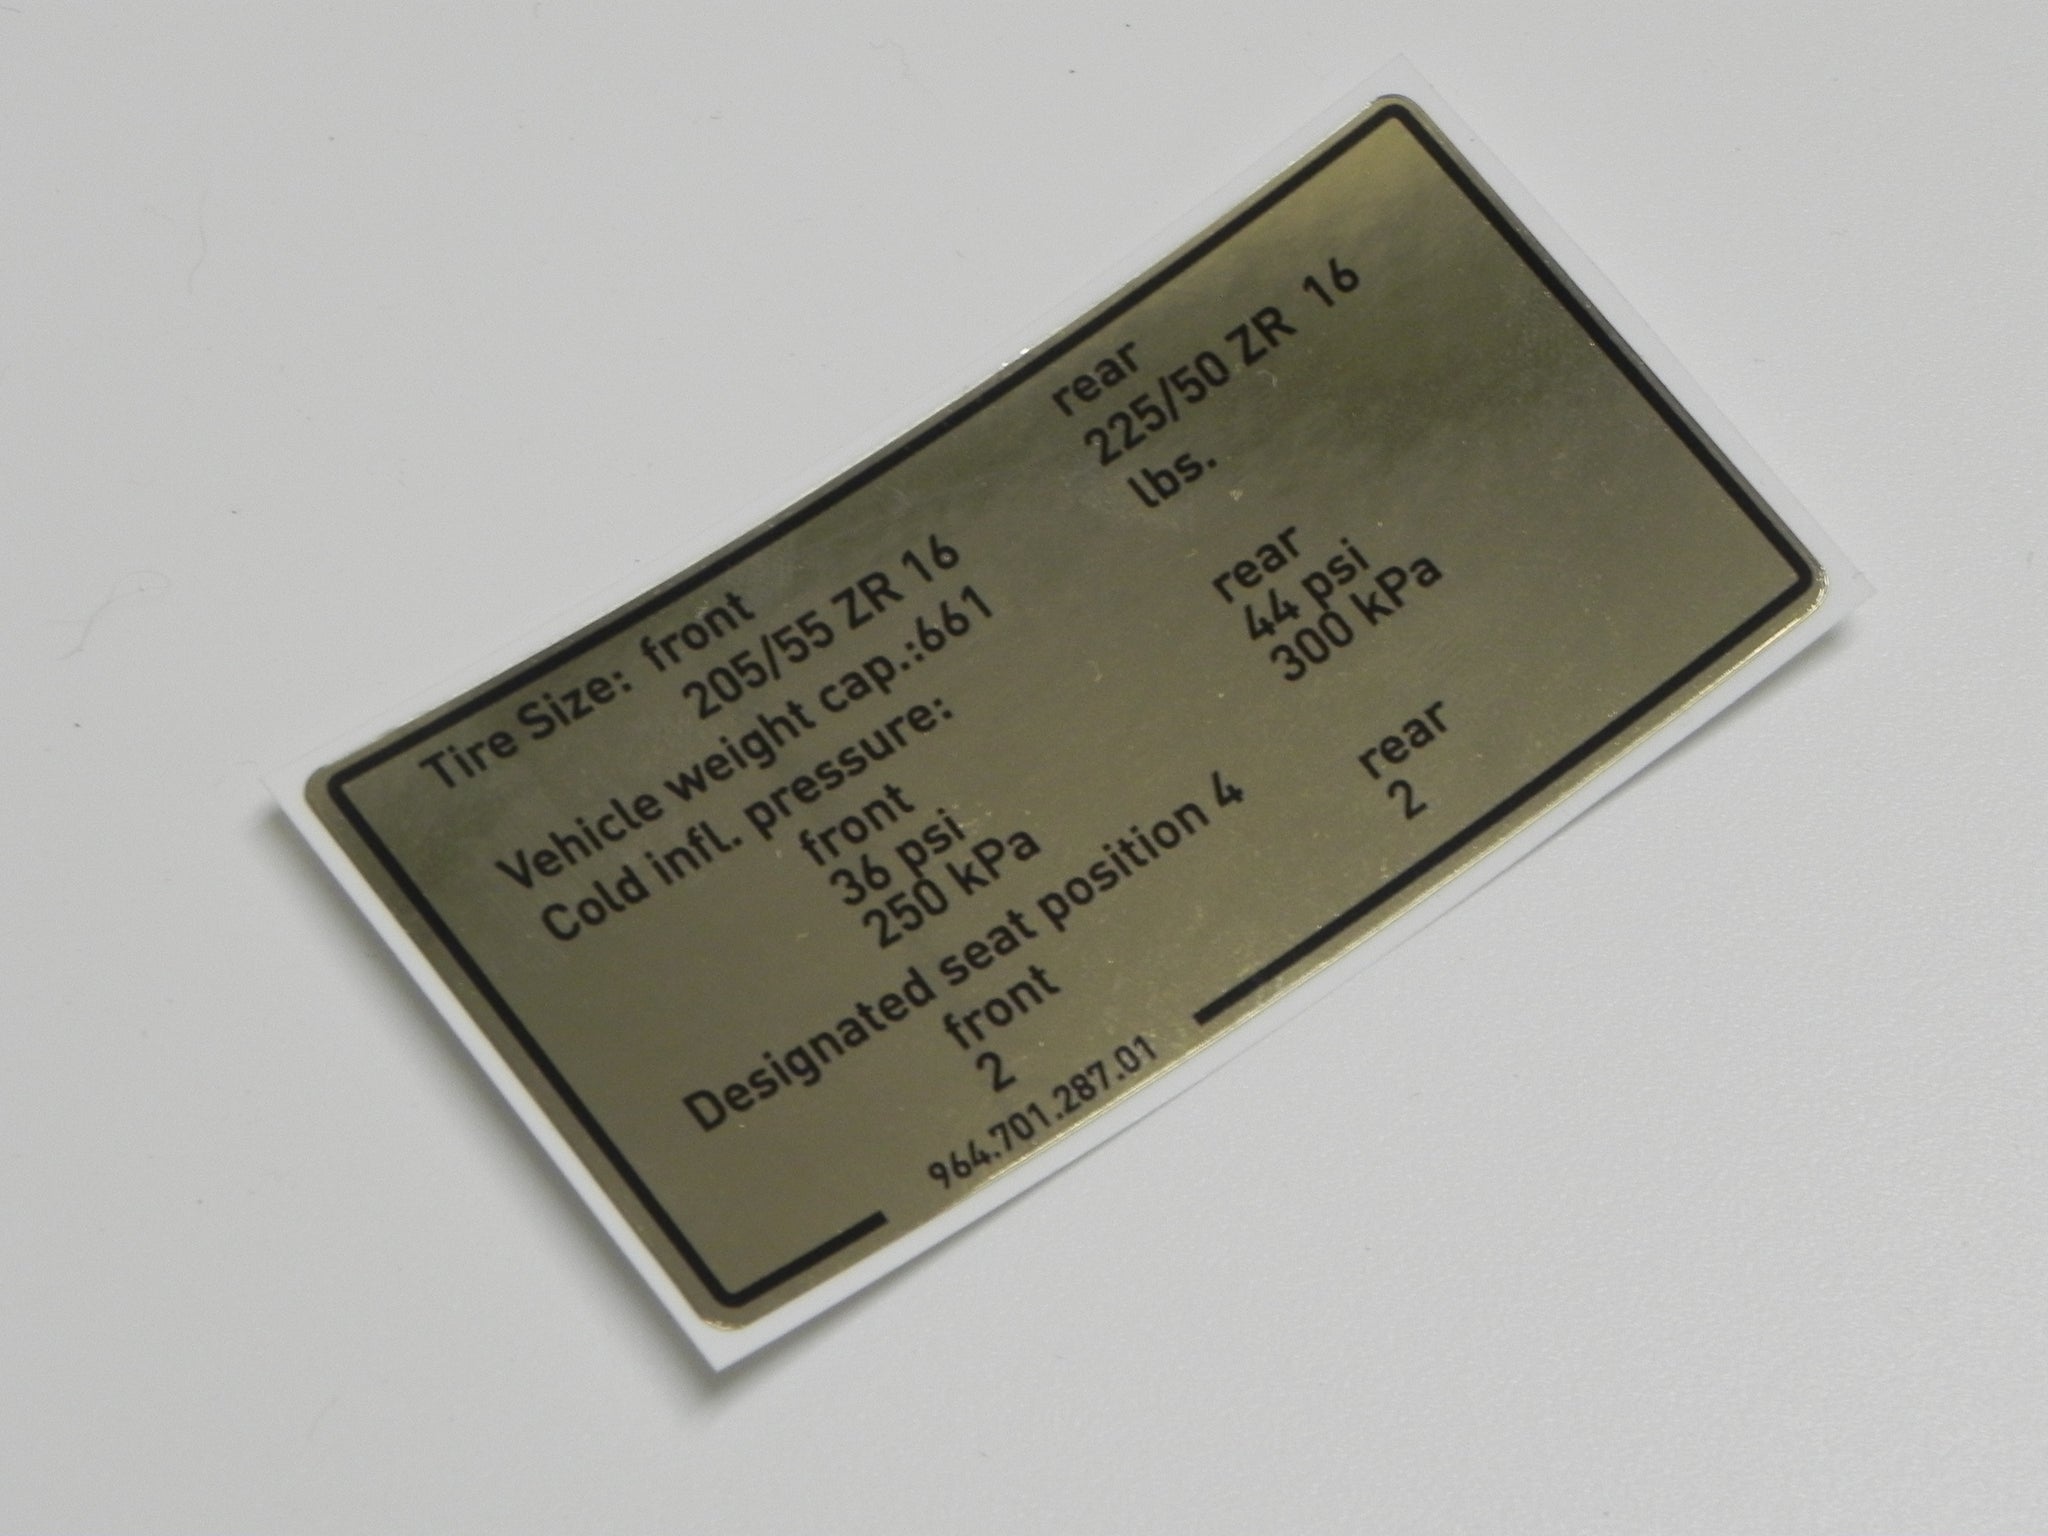 Tire Size: front rear
205/55 ZR 16 225/50 ZR 16
Vehicle weight cap.:661 lbs.
Cold infl. pressure:
front rear
36 psi 44 psi
250 kPa 300 kPa
Designated seat position 4
front rear
2 2
964.701.287.01